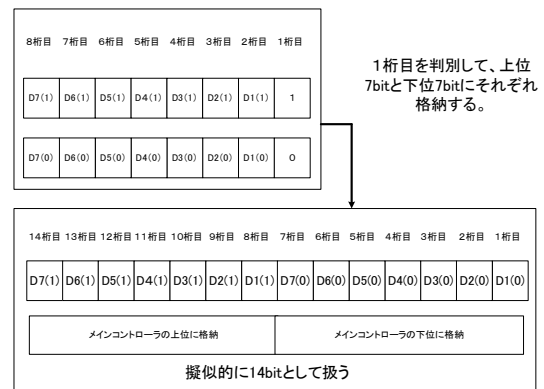 8桁目 7桁目 6桁目 5桁目 4桁目 3桁目 2桁目 1桁目
D7(1) D6(1) D5(1) D4(1) D3(1) D2(1) D1(1) 1
D7(0) D6(0) D5(0) D4(0) D3(0) D2(0) D1(0) 0
1桁目を判別して、上位
7bitと下位7bitにそれぞれ
格納する。
14桁目 13桁目 12桁目 11桁目 10桁目 9桁目 8桁目 7桁目 6桁目 5桁目 4桁目 3桁目 2桁目 1桁目
D7(1) D6(1) D5(1) D4(1) D3(1) D2(1) D1(1) D7(0) D6(0) D5(0) D4(0) D3(0) D2(0) D1(0)
メインコントローラの上位に格納 メインコントローラの下位に格納
擬似的に14bitとして扱う